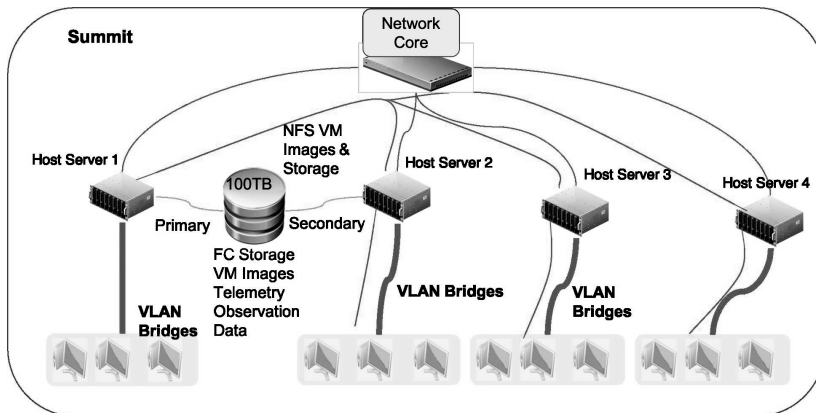 Summit
Network
Core
NFS VM
Images &
Storage
Host Server 1
Host Server 2
Host Server 3
Host Server 4
100TB
Primary
Secondary
FC Storage
VM Images
Telemetry
Observation
Data
VLAN
Bridges
VLAN Bridges
VLAN
Bridges